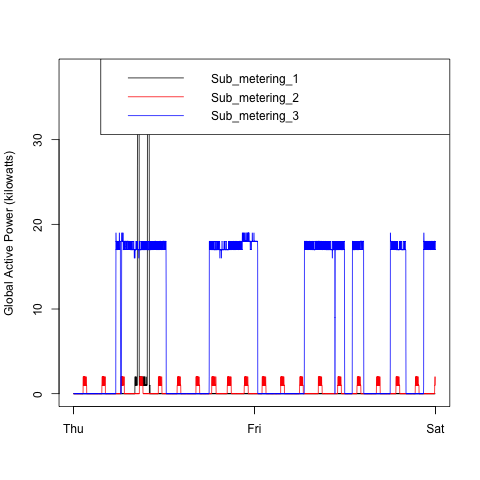 Sub_metering_1
Sub_metering_2
Sub_metering_3
Global Active Power (kilowatts)
30
20
10
0
Thu Fri Sat